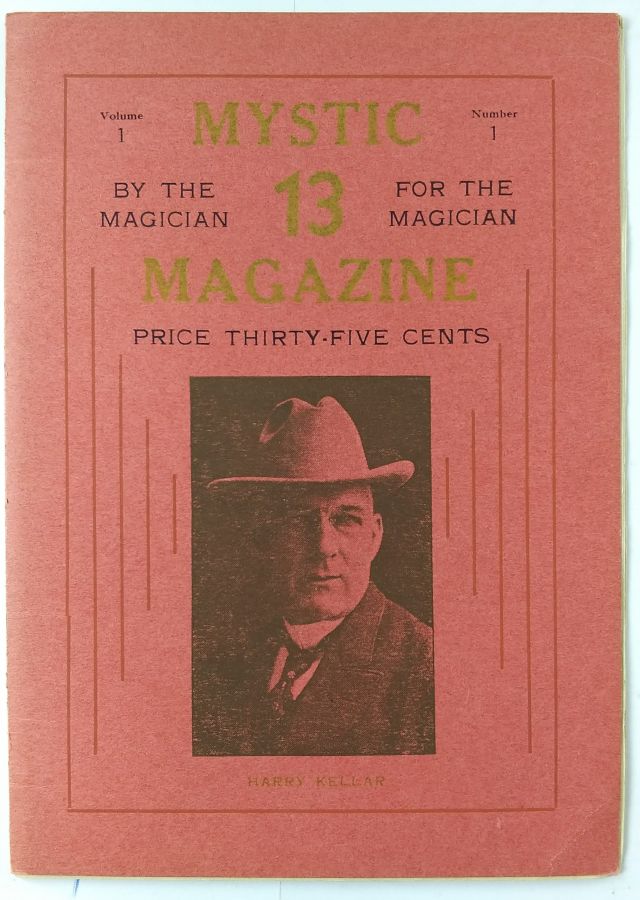 Volume
1
MYSTIC
Number
1
BY THE
MAGICIAN
13
FOR THE
MAGICIAN
MAGAZINE
PRICE THIRTY-FIVE CENTS
HARRY KELLAR